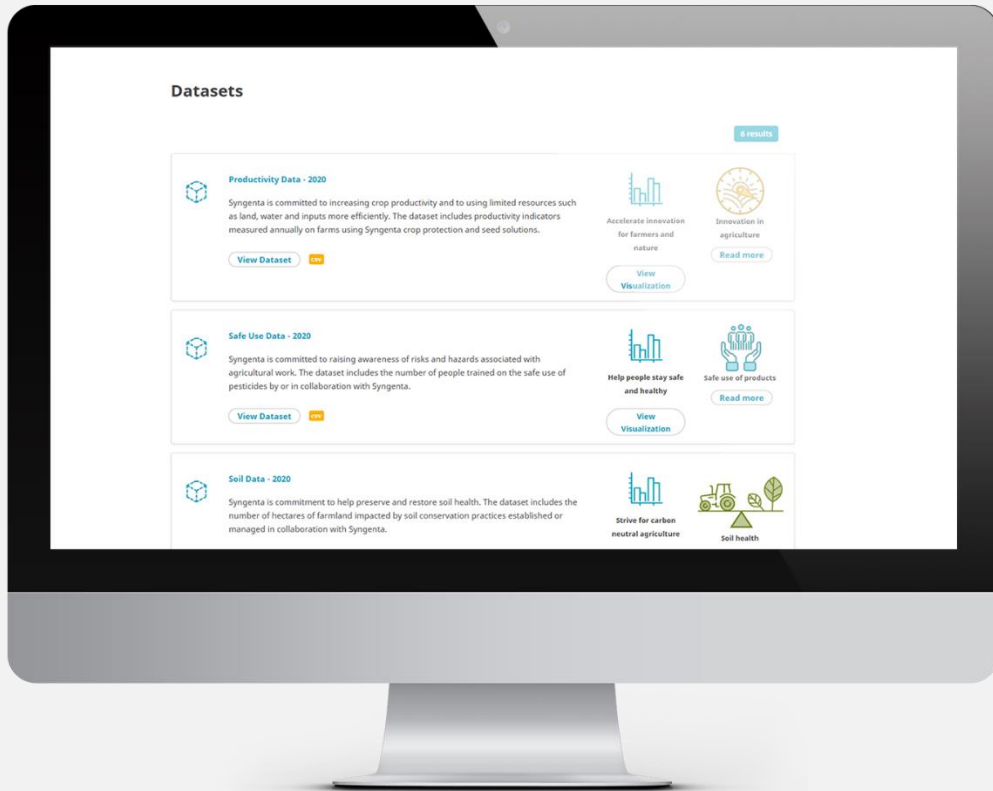 Datasets
6 results
Productivity Data - 2020
Syngenta is committed to increasing crop productivity and to using limited resources such
as land, water and inputs more efficiently. The dataset includes productivity indicators
measured annually on farms using Syngenta crop protection and seed solutions.
View Dataset
CSV
Accelerate innovation
for farmers and
nature
View
Visualization
Innovation in
agriculture
Read more
Safe Use Data - 2020
Syngenta is committed to raising awareness of risks and hazards associated with
agricultural work. The dataset includes the number of people trained on the safe use of
pesticides by or in collaboration with Syngenta.
View Dataset
CSV
Help people stay safe
and healthy
View
Visualization
Safe use of products
Read more
Soil Data - 2020
Syngenta is commitment to help preserve and restore soil health. The dataset includes the
number of hectares of farmland impacted by soil conservation practices established or
managed in collaboration with Syngenta.
Strive for carbon
neutral agriculture
Soil health